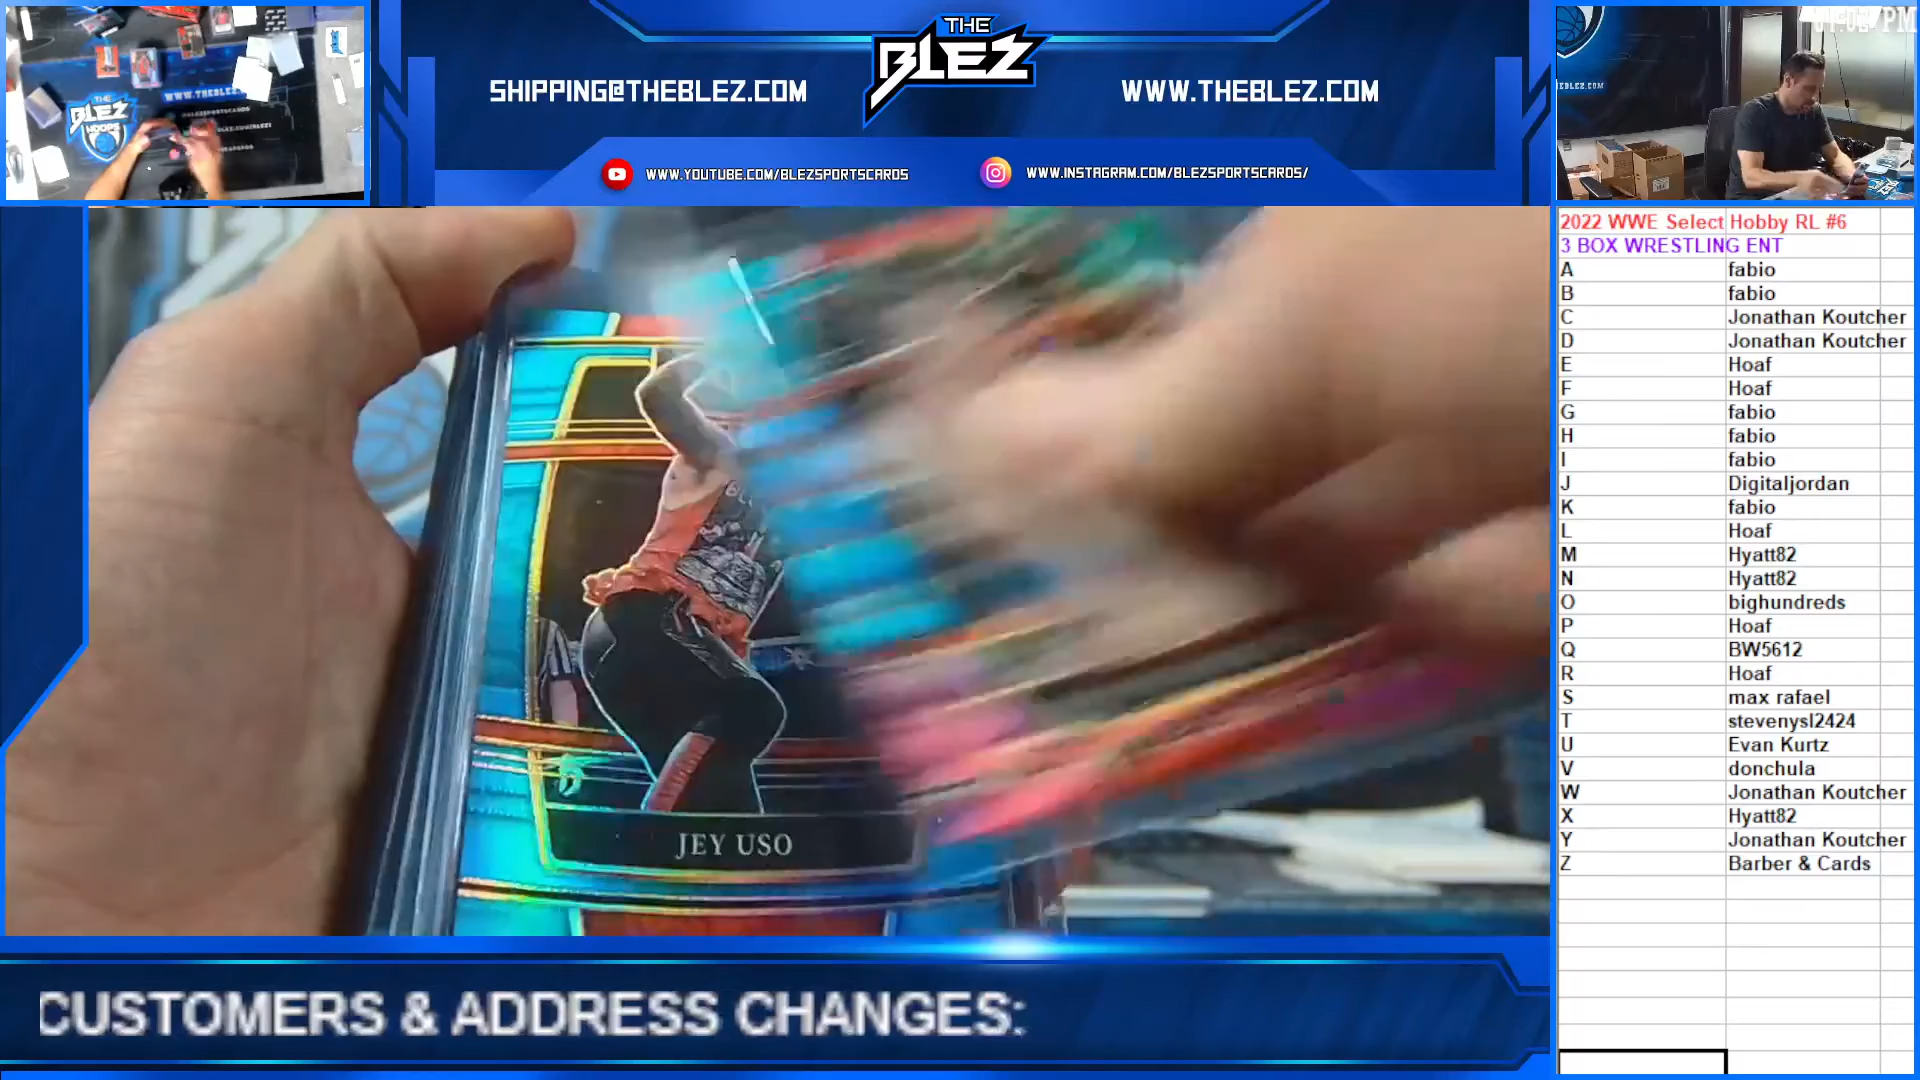 THE
BLEZ
SHIPPING@THEBLEZ.COM
WWW.THEBLEZ.COM
WWW.YOUTUBE.COM/BLEZSPORTSCARDS
WWW.INSTAGRAM.COM/BLEZSPORTSCARDS/
THE
BLEZ
HOOPS
2022 WWE Select Hobby RL #6
3 BOX WRESTLING ENT
A fabio
B fabio
C Jonathan Koutcher
D Jonathan Koutcher
E Hoaf
F Hoaf
G fabio
H fabio
I fabio
J Digitaljordan
K fabio
L Hoaf
M Hyatt82
N Hyatt82
O bighundreds
P Hoaf
Q BW5612
R Hoaf
S max rafael
T stevenysl2424
U Evan Kurtz
V donchula
W Jonathan Koutcher
X Hyatt82
Y Jonathan Koutcher
Z Barber & Cards
JEY USO
CUSTOMERS & ADDRESS CHANGES: